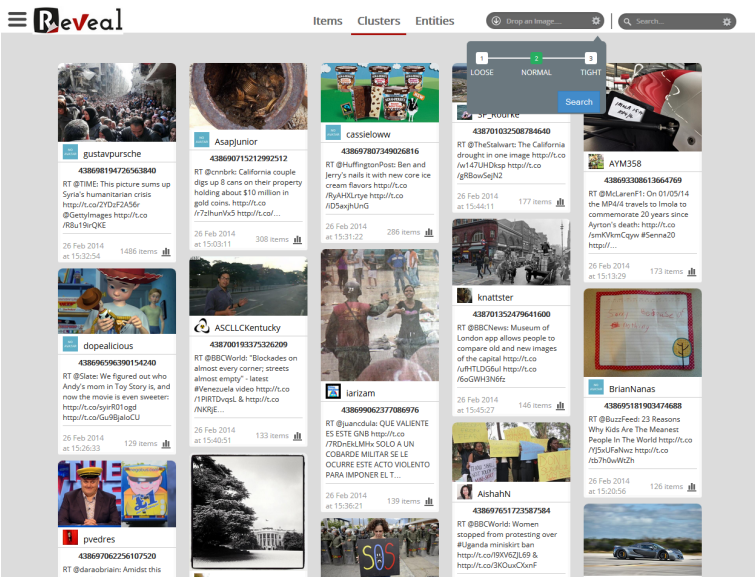 Reveal
Items Clusters Entities
Drop an Image....
Search...
1 2 3
LOOSE NORMAL TIGHT
Search
gustavpursche
438698194726563840
RT @TIME: This picture sums up
Syria's humanitarian crisis
http://t.co/2YDzF2A56r
@GettyImages http://t.co
/R8u19irQKE
26 Feb 2014
at 15:32:54
1486 items
dopealicious
438696596390154240
RT @Slate: We figured out who
Andy's mom in Toy Story is, and
now the movie is even sweeter:
http://t.co/syirR01ogd
http://t.co/Gu9BjaIoCU
26 Feb 2014
at 15:26:33
129 items
pvedres
438697062256107520
RT @daraobriain: Amidst this
AsapJunior
438690715212992512
RT @cnnbrk: California couple
digs up 8 cans on their property
holding about $10 million in
gold coins. http://t.co
/r7zIhunVx5 http://t.co/...
26 Feb 2014
at 15:03:11
308 items
ASCLLCKentucky
438700193375326209
RT @BBCWorld: "Blockades on
almost every corner; streets
almost empty" - latest
#Venezuela video http://t.co
/1PIRTDvqsL & http://t.co
/NKRjE...
26 Feb 2014
at 15:40:51
133 items
cassieloww
438697807349026816
RT @HuffingtonPost: Ben and
Jerry's nails it with new core ice
cream flavors http://t.co
/RyAHXLrtye http://t.co
/iD5axjhUnG
26 Feb 2014
at 15:31:22
286 items
iarizam
438699062377086976
RT @juancdula: QUE VALIENTE
ES ESTE GNB http://t.co
/7RDnEkLMHx SOLO A UN
COBARDE MILITAR SE LE
OCURRE ESTE ACTO VIOLENTO
PARA IMPONER EL T...
26 Feb 2014
at 15:36:21
139 items
SOS
SP_Rourke
438701032508784640
RT @TheStalwart: The California
drought in one image http://t.co
/w147UHDksp http://t.co
/gRBowSejN2
26 Feb 2014
at 15:44:11
177 items
knattster
438701352479641600
RT @BBCNews: Museum of
London app allows people to
compare old and new images
of the capital http://t.co
/ufHTLDG6uI http://t.co
/6oGWH3N6fz
26 Feb 2014
at 15:45:27
146 items
AishahN
438697651723587584
RT @BBCWorld: Women
stopped from protesting over
#Uganda miniskirt ban
http://t.co/I9XV6ZJL69 &
http://t.co/3KOuxCXxnF
AYM358
438693308613664769
RT @McLarenF1: On 01/05/14
the MP4/4 travels to Imola to
commemorate 20 years since
Ayrton's death: http://t.co
/smKVkmCqyw #Senna20
http://...
26 Feb 2014
at 15:13:29
173 items
BrianNanas
438695181903474688
RT @BuzzFeed: 23 Reasons
Why Kids Are The Meanest
People In The World http://t.co
/YJ5xUFaNwz http://t.co
/tb7h0wWtZh
26 Feb 2014
at 15:20:56
126 items